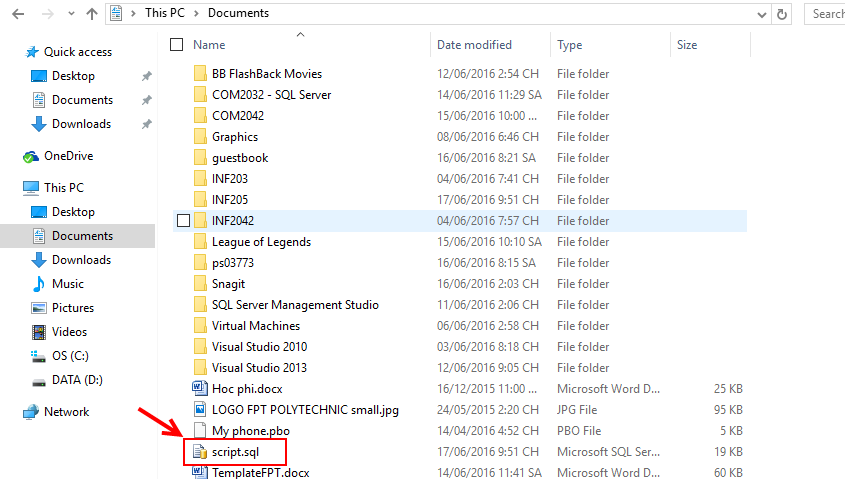 This PC > Documents
Search
Quick access
Desktop
Documents
Downloads
OneDrive
This PC
Desktop
Documents
Downloads
Music
Pictures
Videos
OS (C:)
DATA (D:)
Network
Name Date modified Type Size
BB FlashBack Movies 12/06/2016 2:54 CH File folder
COM2032 - SQL Server 14/06/2016 11:29 SA File folder
COM2042 15/06/2016 10:00 ... File folder
Graphics 08/06/2016 6:46 CH File folder
guestbook 16/06/2016 8:21 SA File folder
INF203 04/06/2016 7:41 CH File folder
INF205 17/06/2016 9:51 CH File folder
INF2042 04/06/2016 7:57 CH File folder
League of Legends 15/06/2016 10:10 SA File folder
ps03773 16/06/2016 8:15 SA File folder
Snagit 16/06/2016 2:03 CH File folder
SQL Server Management Studio 11/06/2016 2:06 CH File folder
Virtual Machines 06/06/2016 2:58 CH File folder
Visual Studio 2010 03/06/2016 8:18 CH File folder
Visual Studio 2013 12/06/2016 9:05 CH File folder
Hoc phi.docx 16/12/2015 11:00 ... Microsoft Word D... 25 KB
LOGO FPT POLYTECHNIC small.jpg 24/05/2015 2:20 CH JPG File 95 KB
My phone.pbo 14/04/2016 4:52 CH PBO File 5 KB
script.sql 17/06/2016 9:51 CH Microsoft SQL Ser... 19 KB
TemplateFPT.docx 14/06/2016 11:41 SA Microsoft Word D... 60 KB